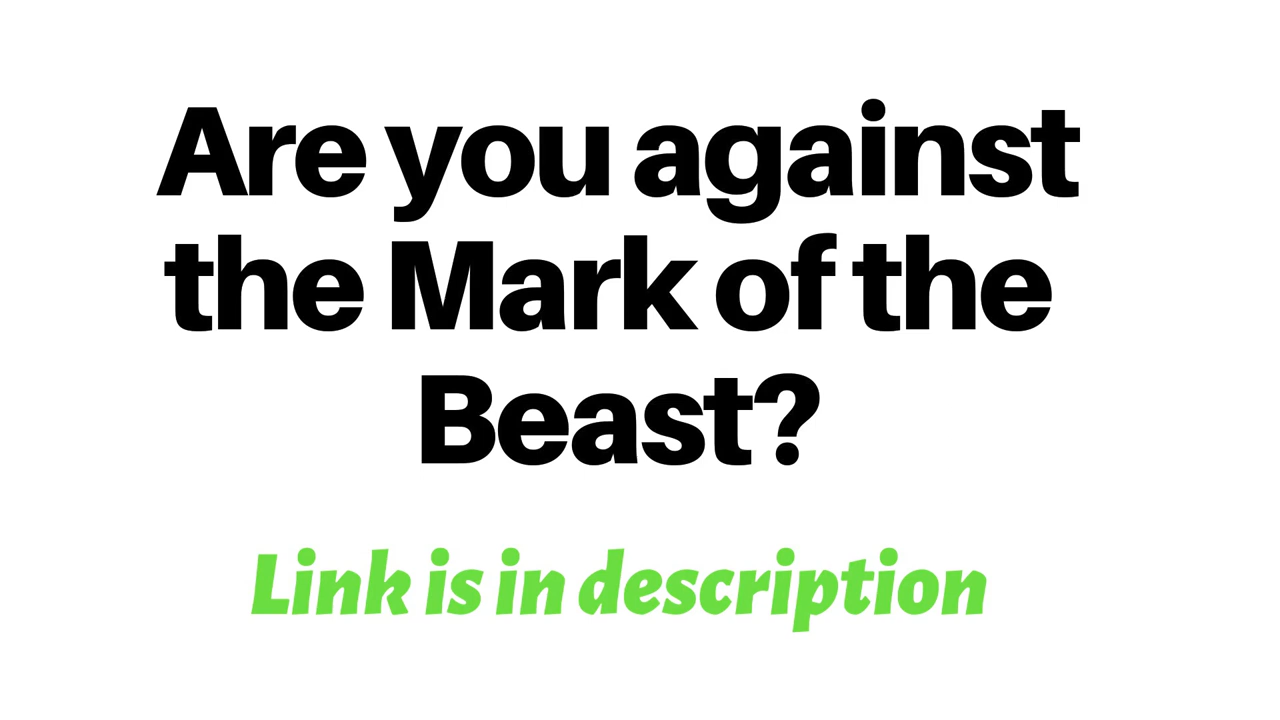 Are you against
the Mark of the
Beast?
Link is in description